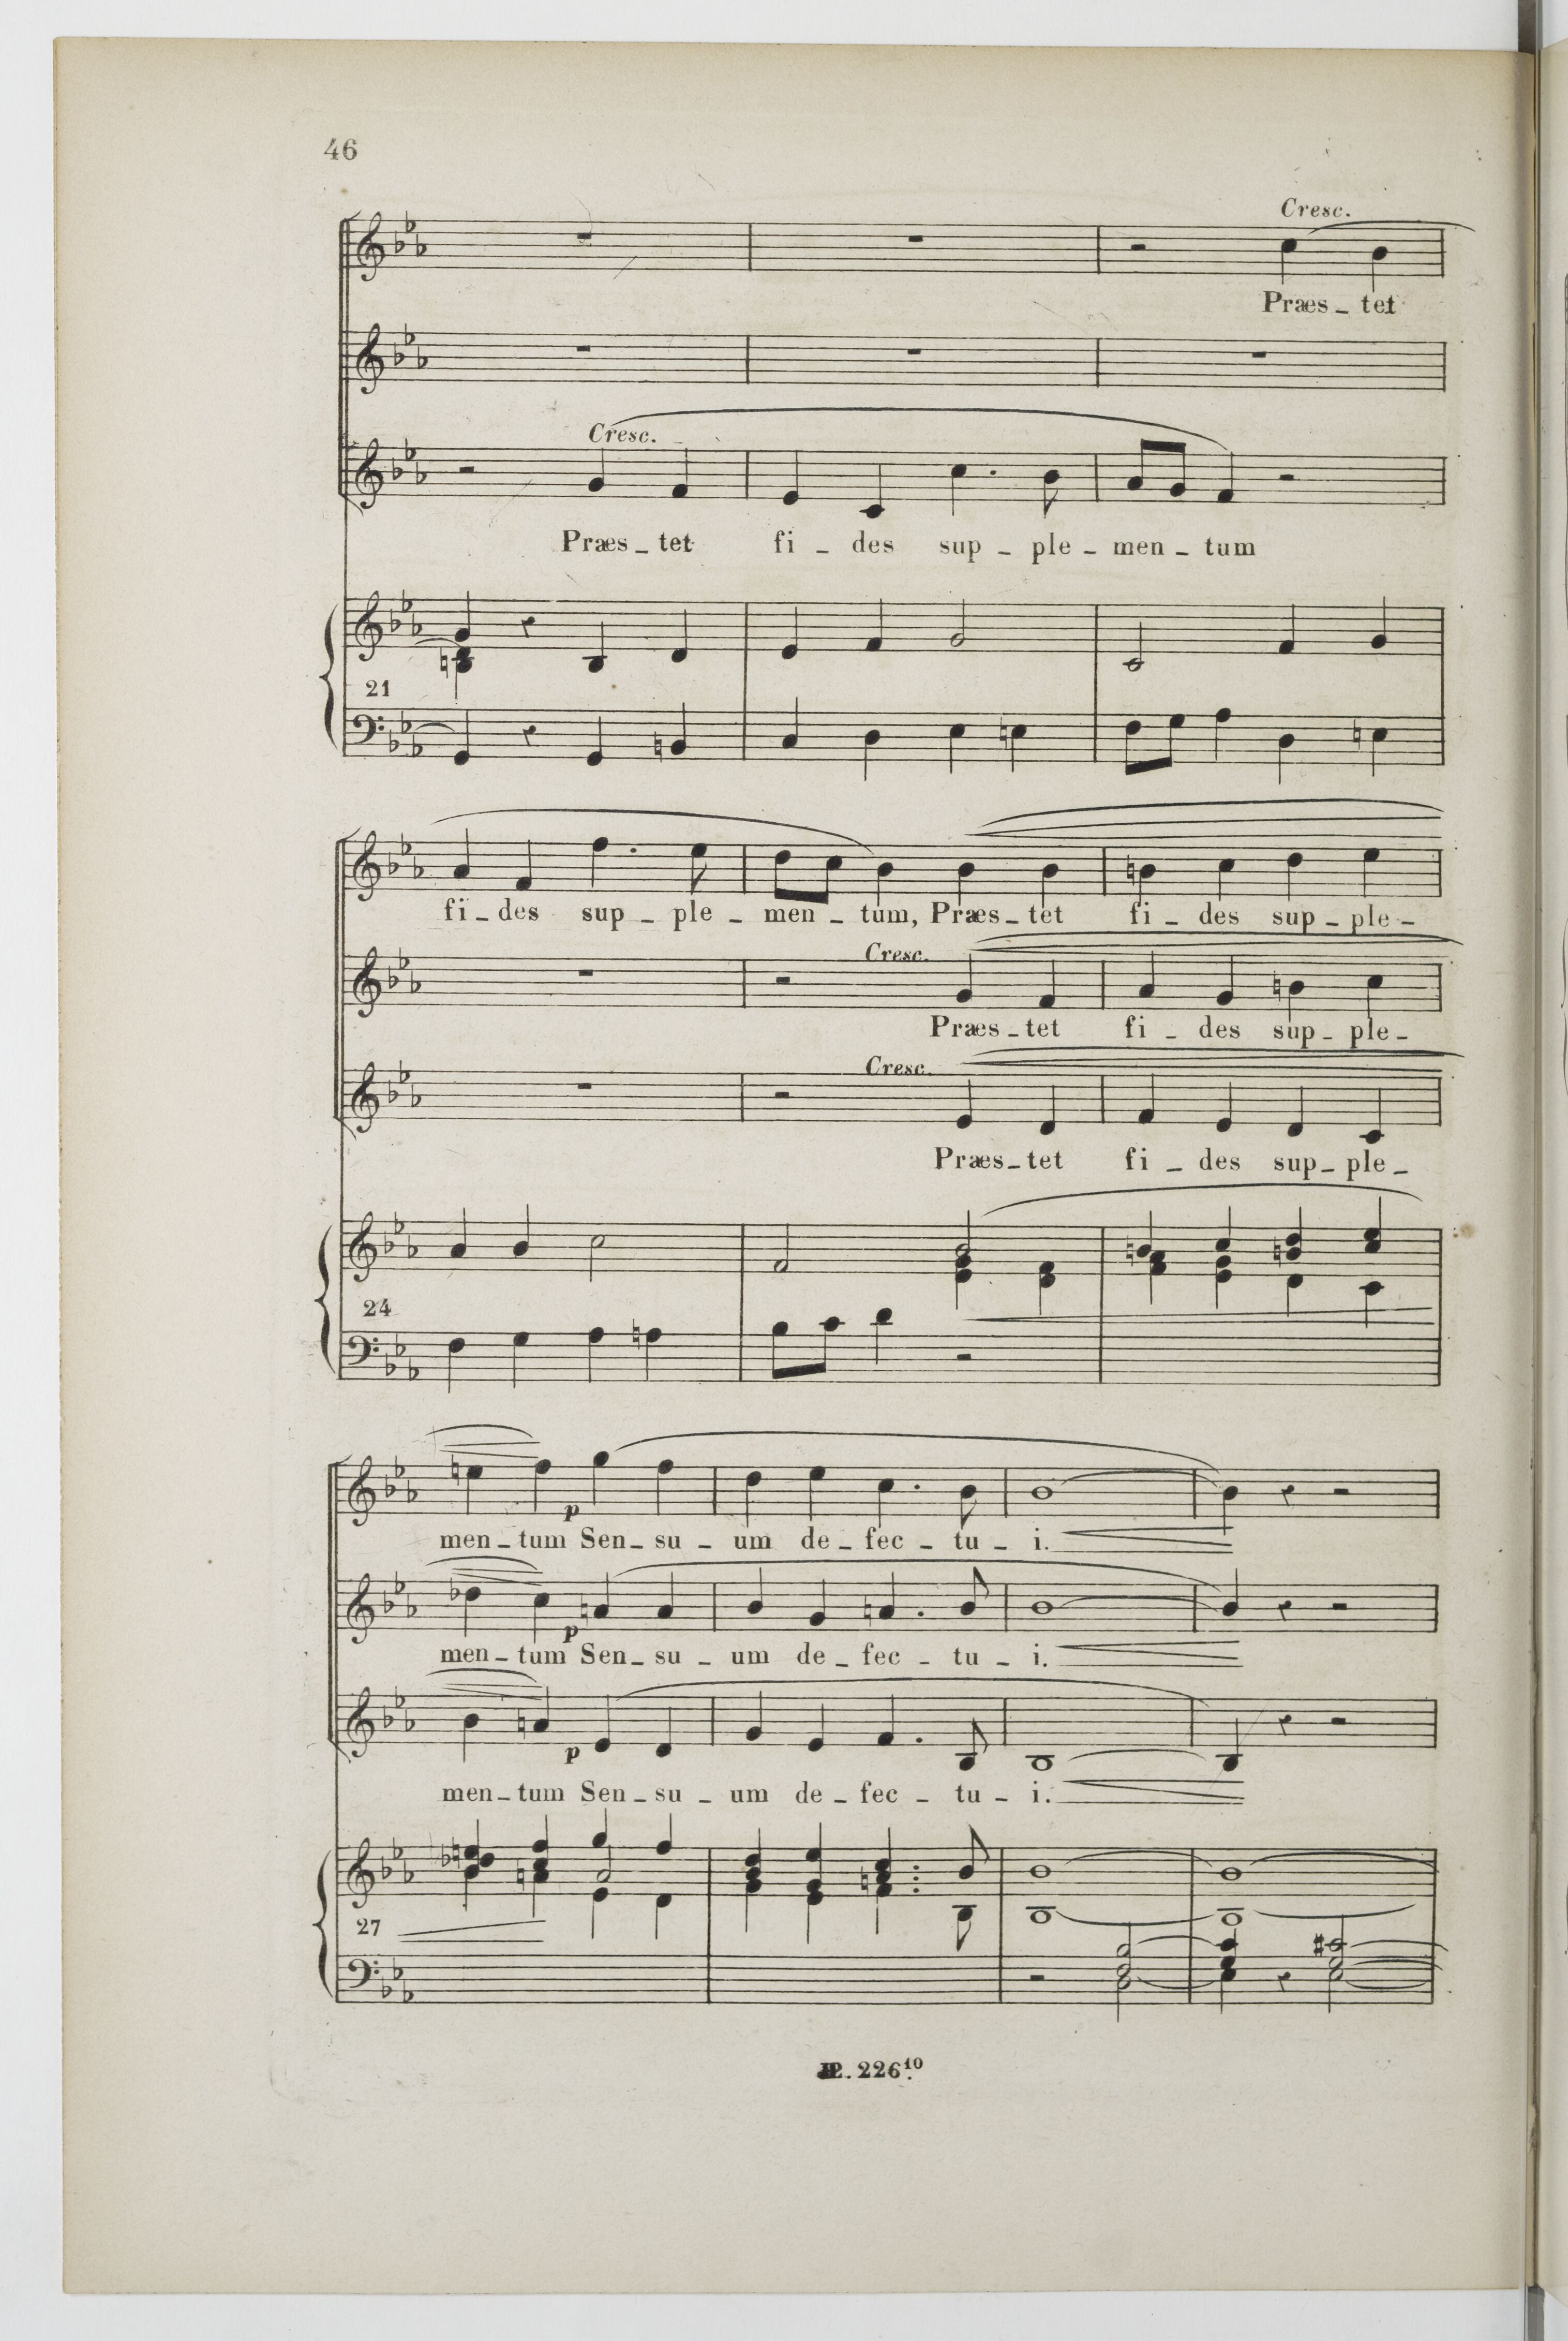 46
Cresc.
Præs_tet
Cresc.
Præs_tet fi_des sup_ple_men_tum
21
fi_des sup_ple_men_tum, Præs_tet fi_des sup_ple_
Cresc.
Præs_tet fi_des sup_ple_
Cresc.
Præs_tet fi_des sup_ple_
24
p
men_tum Sen_su_um de_fec_tu_i.
p
men_tum Sen_su_um de_fec_tu_i.
p
men_tum Sen_su_um de_fec_tu_i.
27
226.10